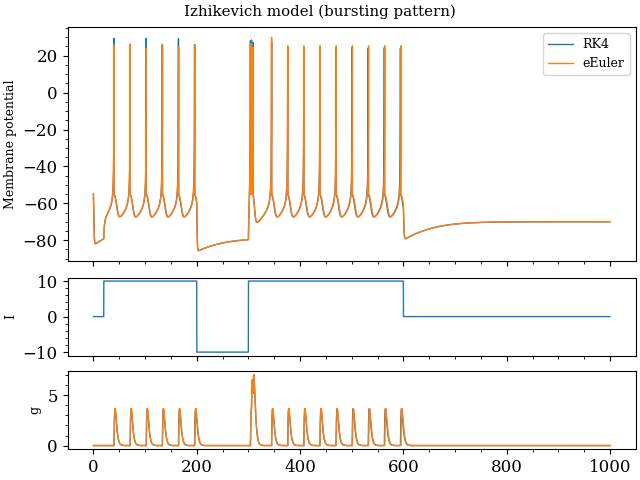 Izhikevich model (bursting pattern)
RK4
eEuler
Membrane potential
20
0
−20
−40
−60
−80
I
10
0
−10
g
5
0
0
200
400
600
800
1000